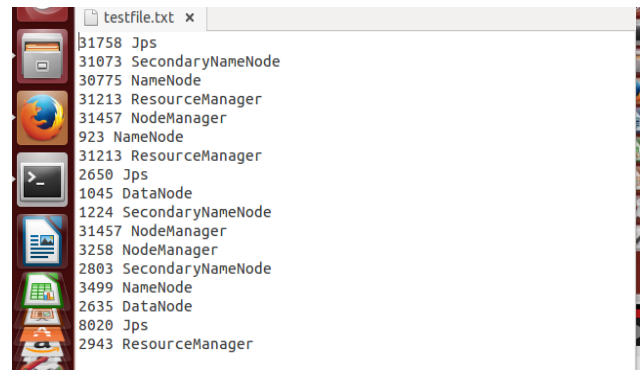 testfile.txt ×
31758 Jps
31073 SecondaryNameNode
30775 NameNode
31213 ResourceManager
31457 NodeManager
923 NameNode
31213 ResourceManager
2650 Jps
1045 DataNode
1224 SecondaryNameNode
31457 NodeManager
3258 NodeManager
2803 SecondaryNameNode
3499 NameNode
2635 DataNode
8020 Jps
2943 ResourceManager